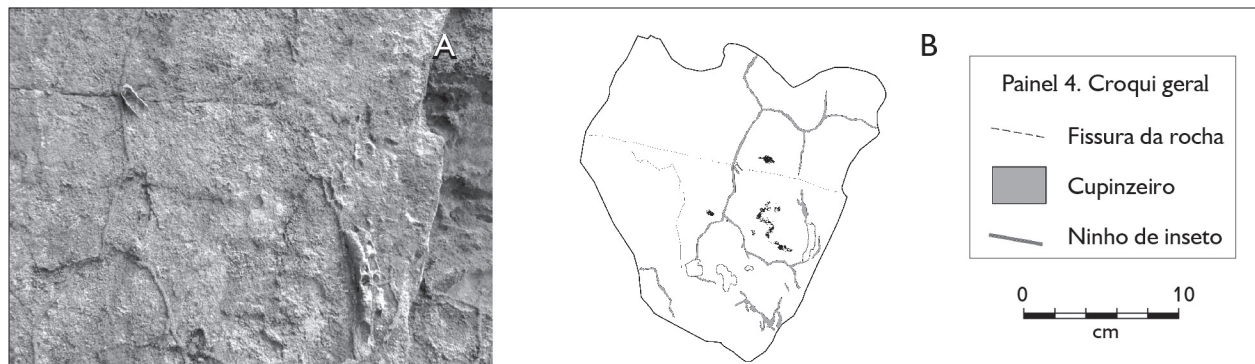 A
B
Painel 4. Croqui geral
Fissura da rocha
Cupinzeiro
Ninho de inseto
0 10
cm